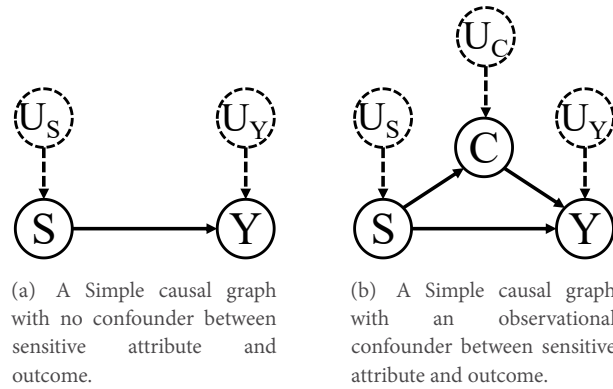 U_C
U_S U_Y U_S U_Y
C
S Y S Y
(a) A Simple causal graph
with no confounder between
sensitive attribute and
outcome.
(b) A Simple causal graph
with an observational
confounder between sensitive
attribute and outcome.